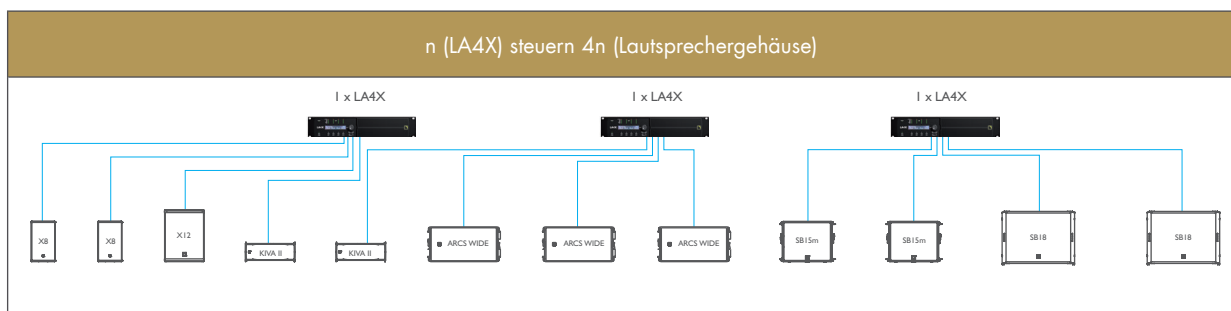 n (LA4X) steuern 4n (Lautsprechergehäuse)
1 x LA4X 1 x LA4X 1 x LA4X
X8 X8 X12 KIVA II KIVA II ARCS WIDE ARCS WIDE ARCS WIDE SB15m SB15m SB18 SB18